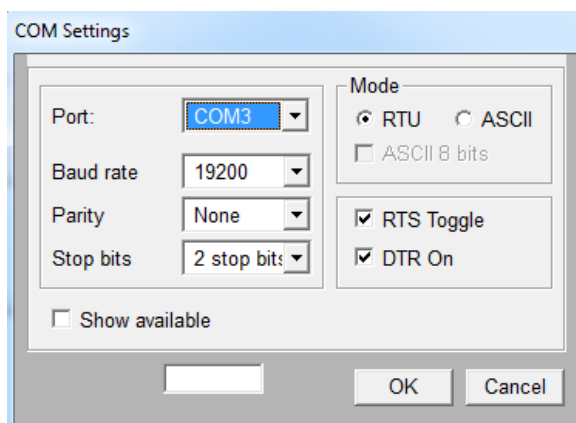 COM Settings
Port: COM3
Baud rate 19200
Parity None
Stop bits 2 stop bits
Show available
Mode
RTU ASCII
ASCII 8 bits
RTS Toggle
DTR On
OK Cancel